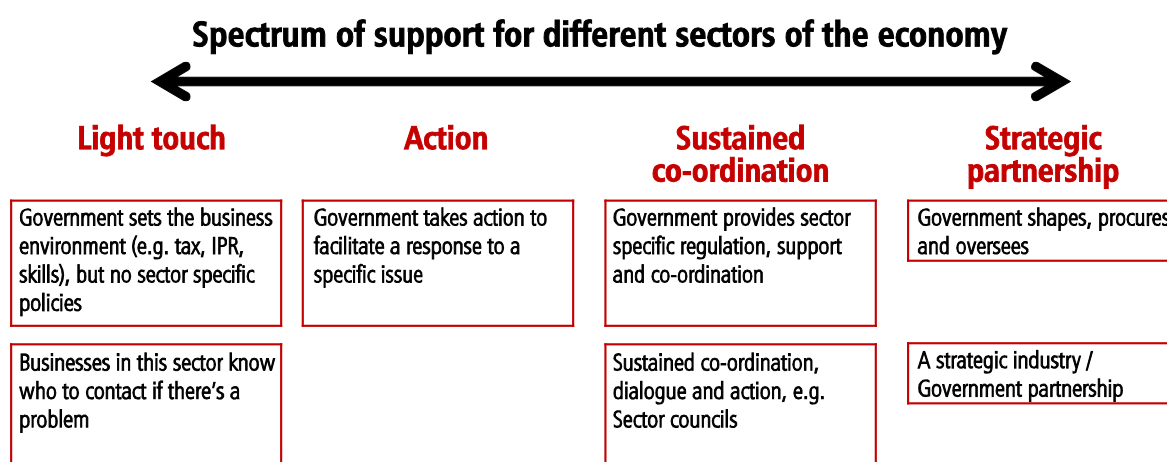 Spectrum of support for different sectors of the economy
Light touch
Action
Sustained
co-ordination
Strategic
partnership
Government sets the business
environment (e.g. tax, IPR,
skills), but no sector specific
policies
Government takes action to
facilitate a response to a
specific issue
Government provides sector
specific regulation, support
and co-ordination
Government shapes, procures
and oversees
Businesses in this sector know
who to contact if there’s a
problem
Sustained co-ordination,
dialogue and action, e.g.
Sector councils
A strategic industry /
Government partnership